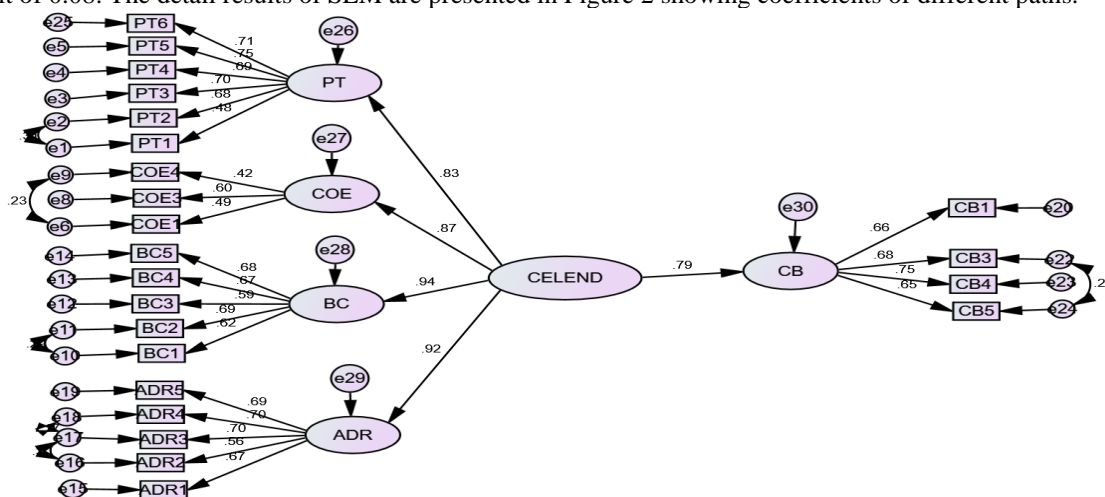 of 0.08. The detail results of SEM are presented in Figure 2 showing coefficients of different paths.
e25 PT6
e5 PT5
e4 PT4
e3 PT3
e2 PT2
e1 PT1
.71
.75
.69
.70
.68
.48
e26
PT
e9 COE4
e8 COE3
e6 COE1
.23
.42
.60
.49
e27
COE
e14 BC5
e13 BC4
e12 BC3
e11 BC2
e10 BC1
.68
.67
.59
.69
.62
e28
BC
e19 ADR5
e18 ADR4
e17 ADR3
e16 ADR2
e15 ADR1
.69
.70
.70
.56
.67
e29
ADR
.83
.87
.94
.92
CELEND
.79
e30
CB
.66
.68
.75
.65
CB1 e20
CB3 e22
CB4 e23
CB5 e24
.2